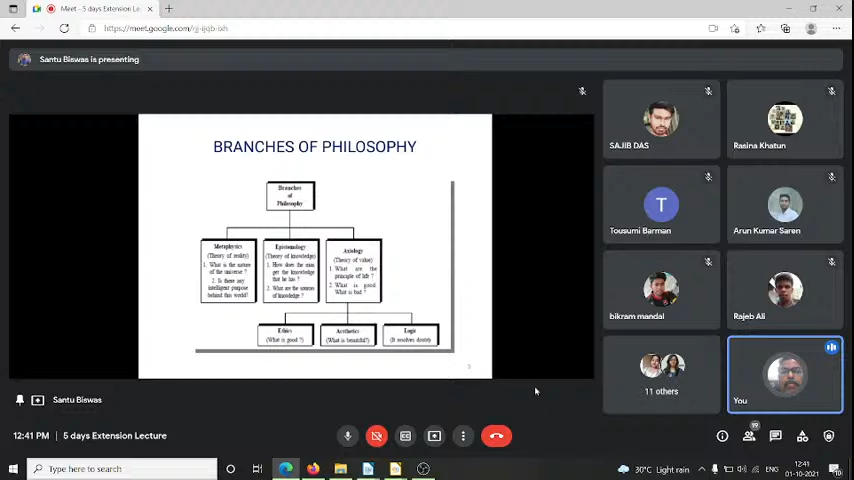 Meet - 5 days Extension Le
https://meet.google.com/
Santu Biswas is presenting
BRANCHES OF PHILOSOPHY
Branches
of
Philosophy
Metaphysics
(Theory of reality)
1. What is the nature
of the universe ?
2. Is there any
intelligent purpose
behind this world?
Epistemology
(Theory of knowledge)
1. How does the man
get the knowledge
that he has ?
2. What are the sources
of knowledge ?
Axiology
(Theory of value)
1. What are the
principle of life ?
2. What is good
What is bad ?
Ethics
(What is good ?)
Aesthetics
(What is beautiful?)
Logic
(It resolves doubt)
3
SAJIB DAS
Rasina Khatun
T
Tousumi Barman
Arun Kumar Saren
bikram mandal
Rajeb Ali
11 others
You
Santu Biswas
12:41 PM
5 days Extension Lecture
19
Type here to search
30°C Light rain
ENG
12:41
01-10-2021